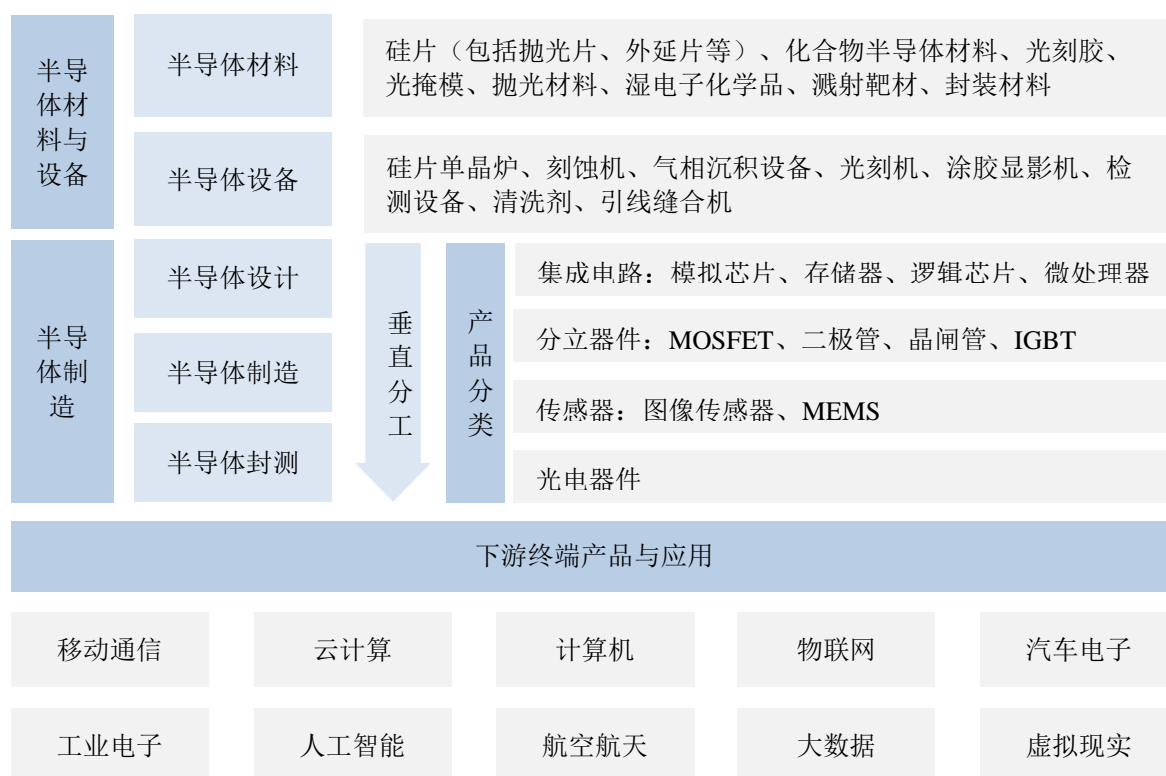 半导
体材
料与
设备
半导体材料
硅片（包括抛光片、外延片等）、化合物半导体材料、光刻胶、
光掩模、抛光材料、湿电子化学品、溅射靶材、封装材料
半导体设备
硅片单晶炉、刻蚀机、气相沉积设备、光刻机、涂胶显影机、检
测设备、清洗剂、引线缝合机
半导
体制
造
半导体设计
半导体制造
半导体封测
垂
直
分
工
产
品
分
类
集成电路：模拟芯片、存储器、逻辑芯片、微处理器
分立器件：MOSFET、二极管、晶闸管、IGBT
传感器：图像传感器、MEMS
光电器件
下游终端产品与应用
移动通信
云计算
计算机
物联网
汽车电子
工业电子
人工智能
航空航天
大数据
虚拟现实